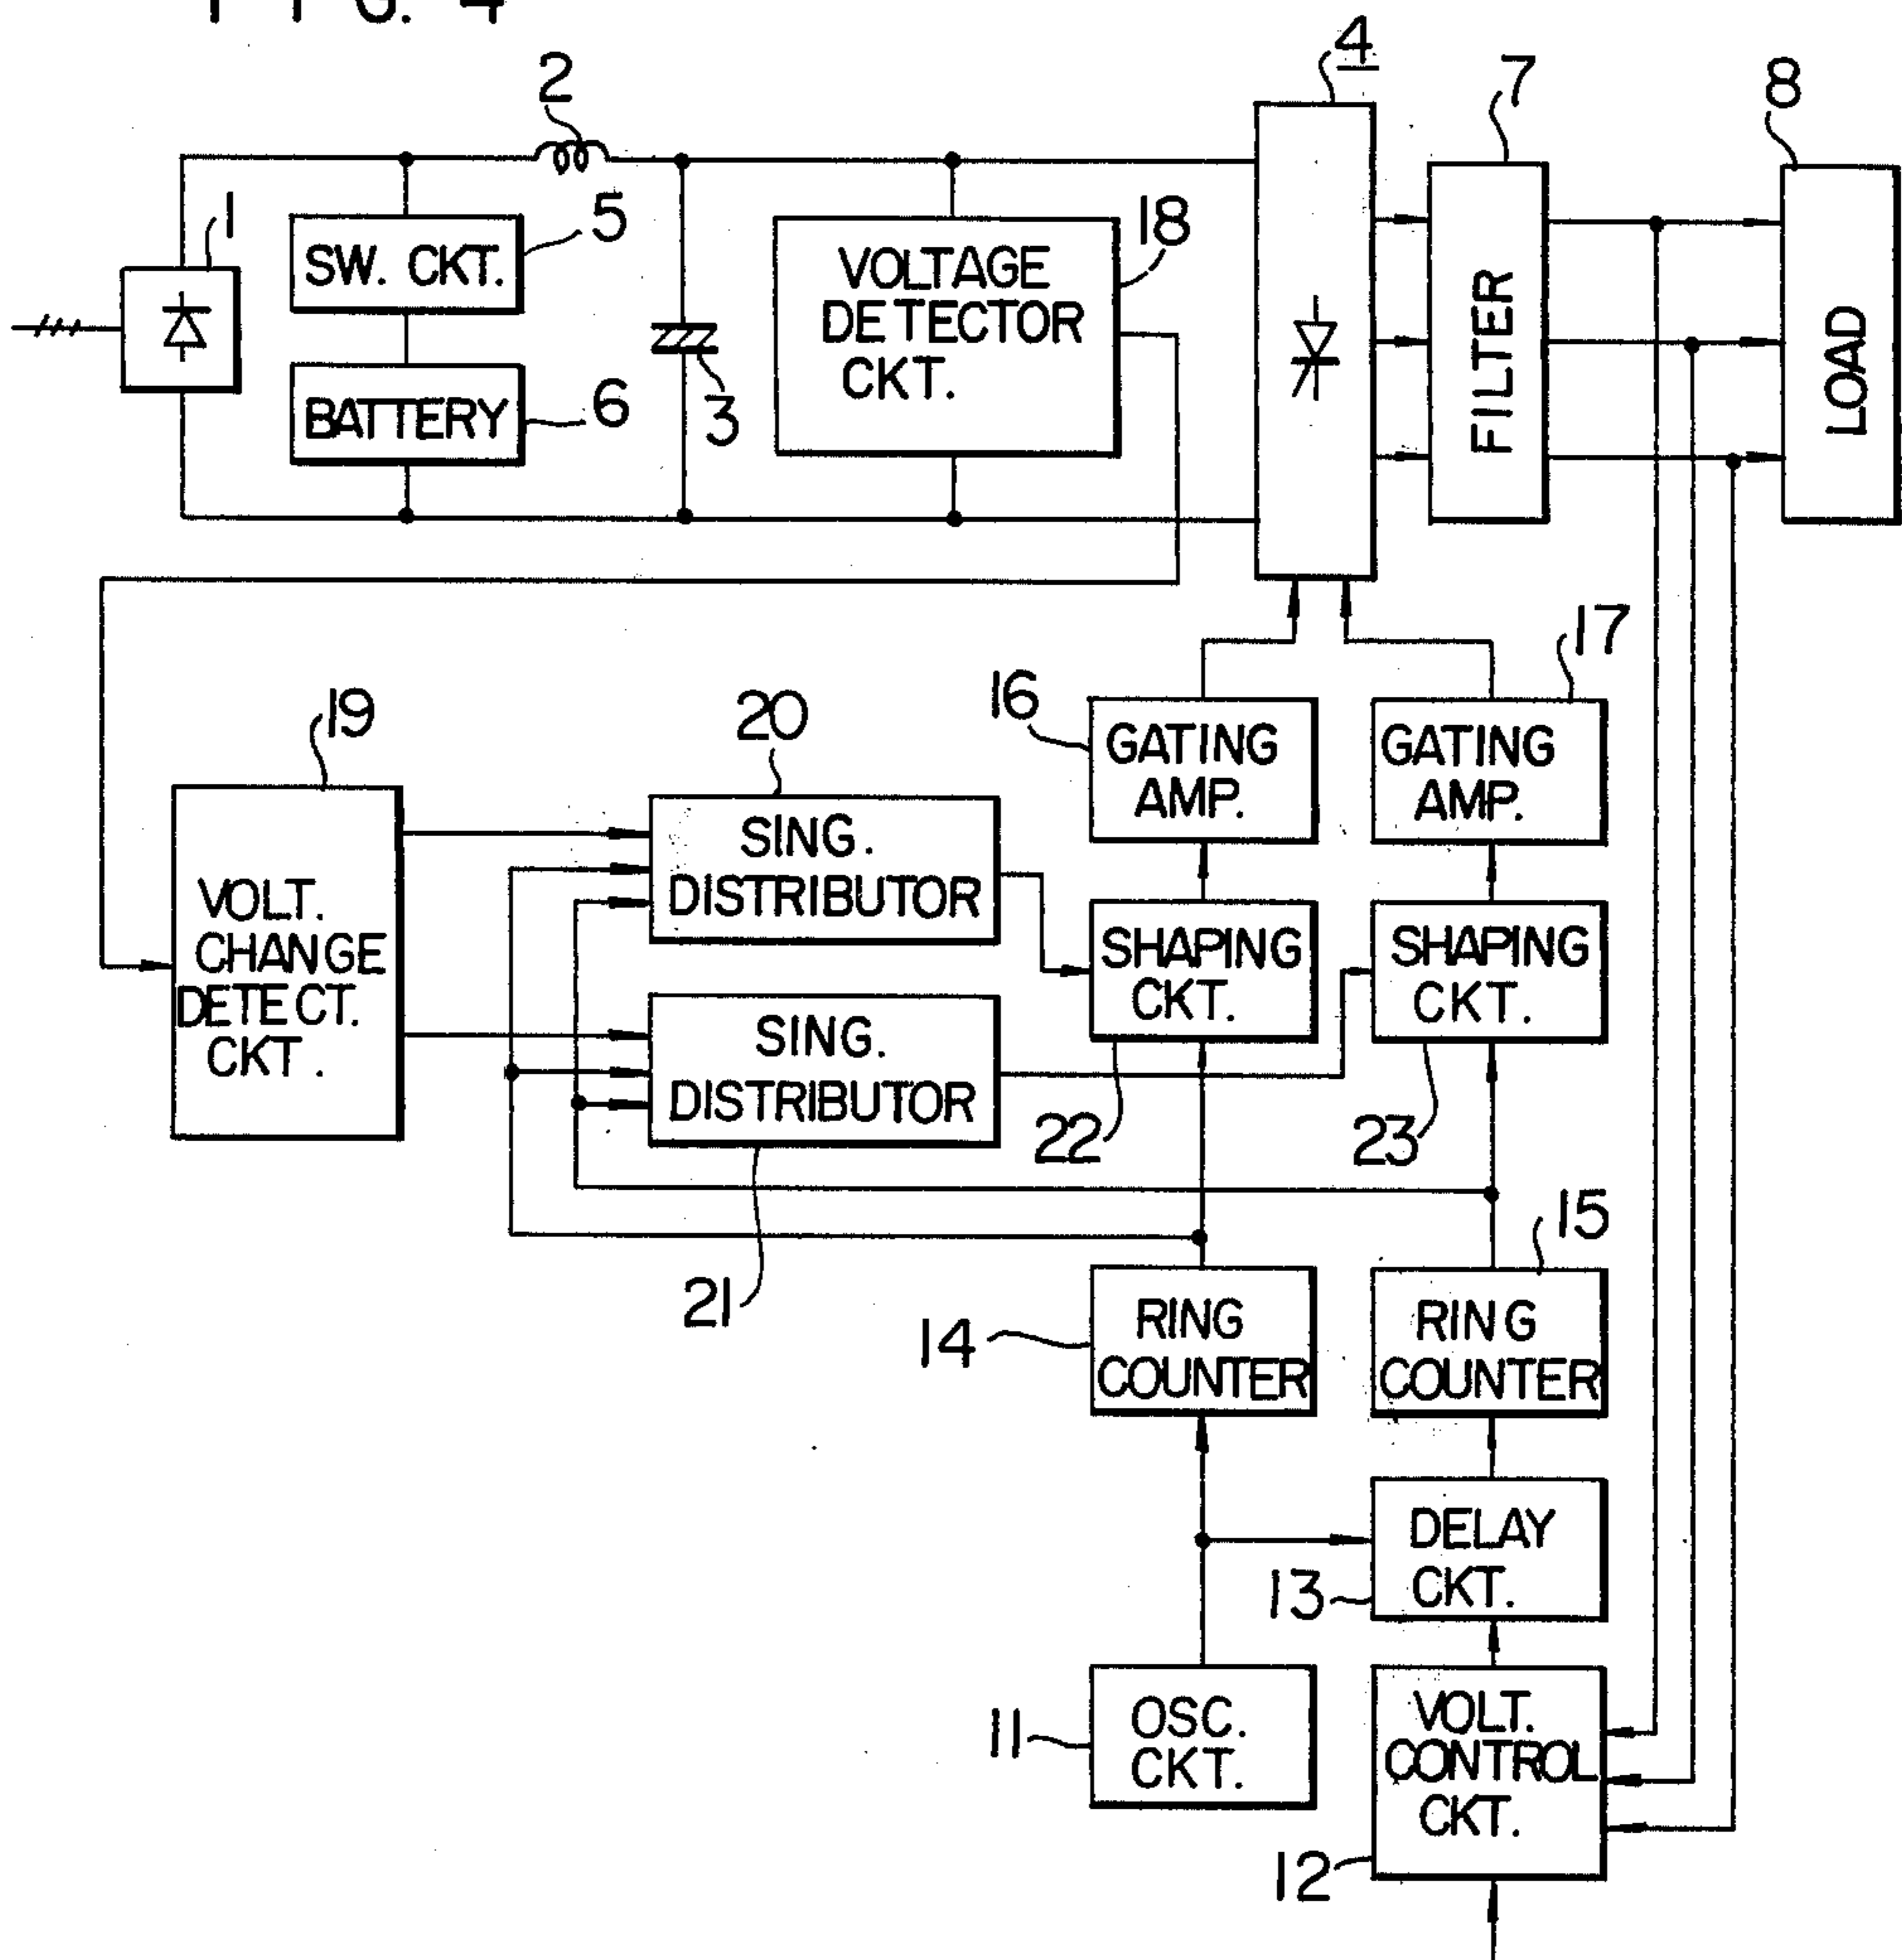 FIG. 4
2
4
7
8
1
SW. CKT.
5
BATTERY
6
3
VOLTAGE
DETECTOR
CKT.
18
FILTER
LOAD
19
VOLT.
CHANGE
DETECT.
CKT.
20
SING.
DISTRIBUTOR
SING.
DISTRIBUTOR
21
16
GATING
AMP.
17
GATING
AMP.
SHAPING
CKT.
22
SHAPING
CKT.
23
14
RING
COUNTER
15
RING
COUNTER
DELAY
CKT.
13
11
OSC.
CKT.
VOLT.
CONTROL
CKT.
12